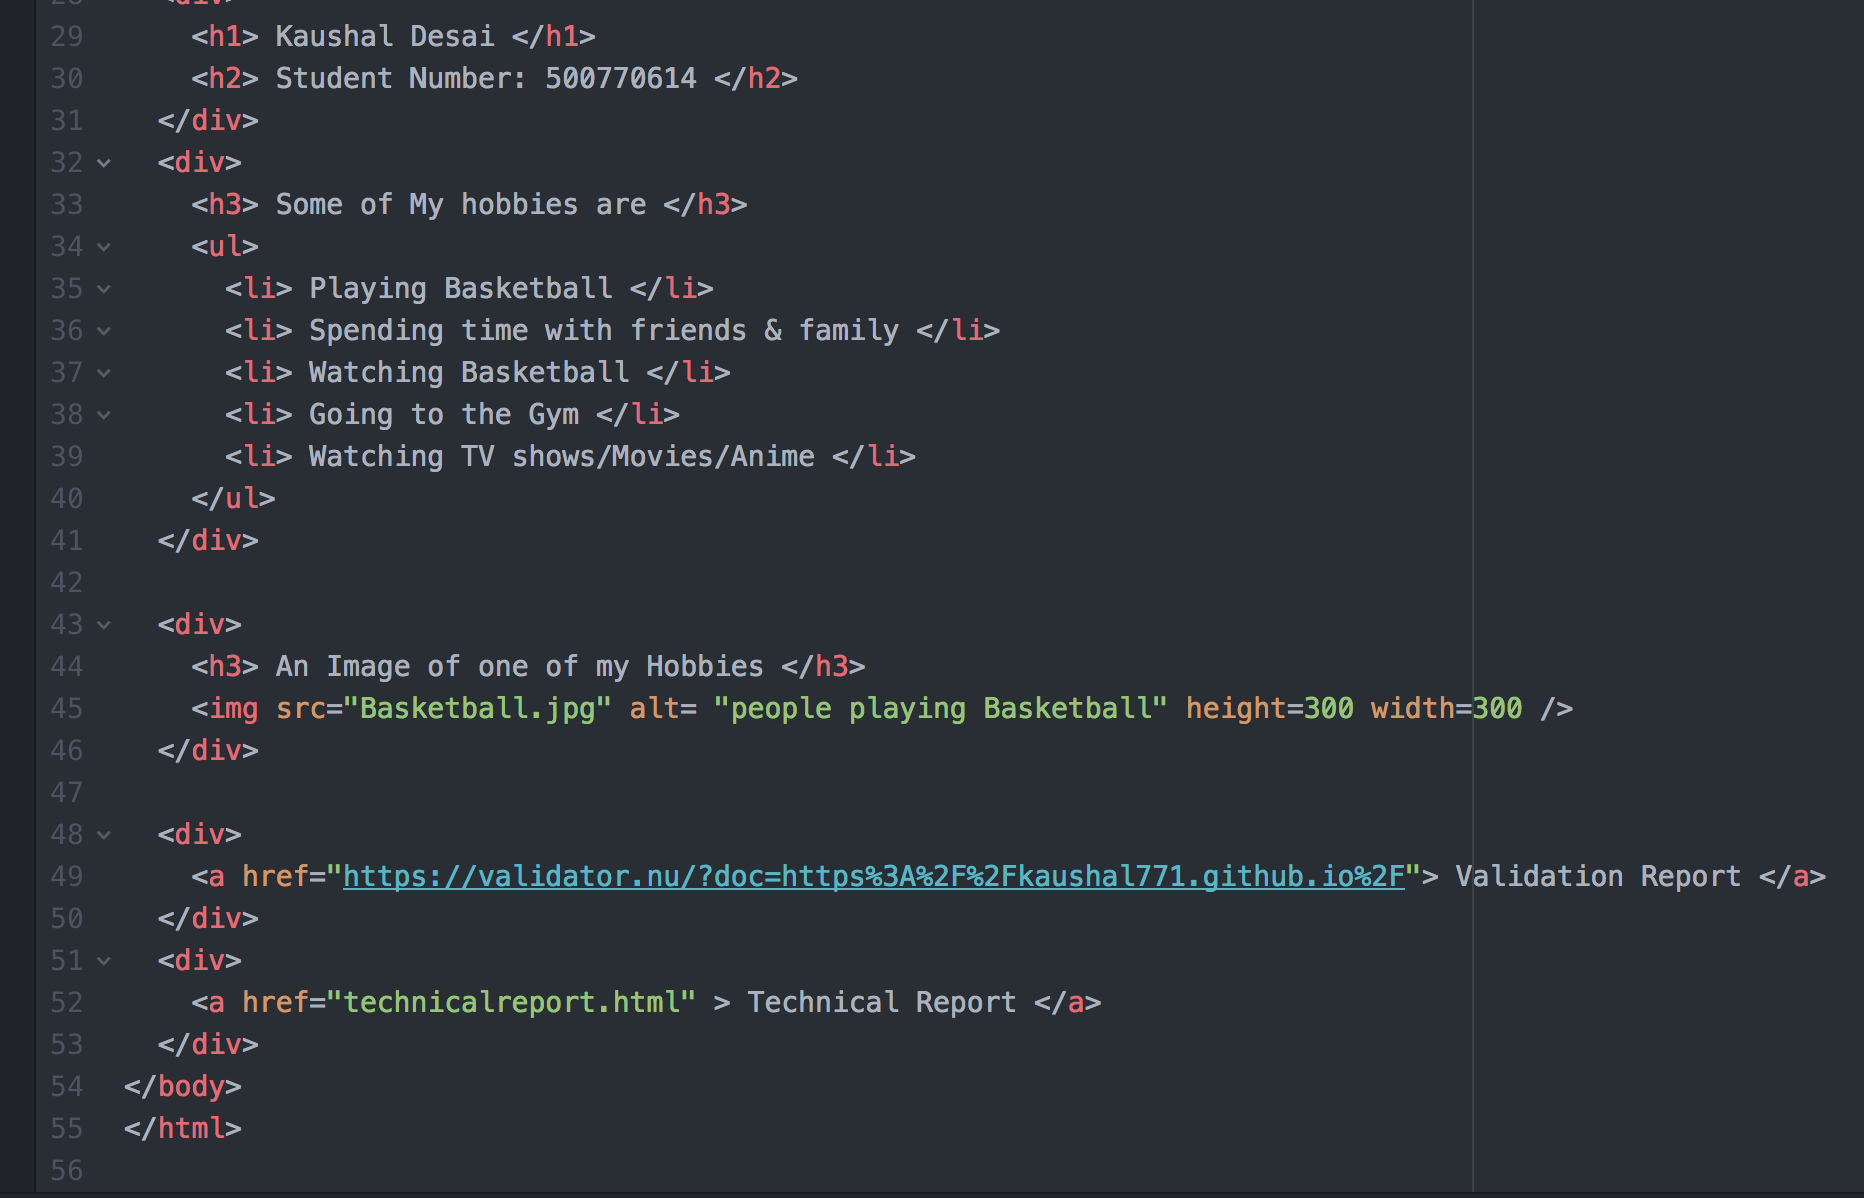 28 <div>
29 <h1> Kaushal Desai </h1>
30 <h2> Student Number: 500770614 </h2>
31 </div>
32 <div>
33 <h3> Some of My hobbies are </h3>
34 <ul>
35 <li> Playing Basketball </li>
36 <li> Spending time with friends & family </li>
37 <li> Watching Basketball </li>
38 <li> Going to the Gym </li>
39 <li> Watching TV shows/Movies/Anime </li>
40 </ul>
41 </div>
42
43 <div>
44 <h3> An Image of one of my Hobbies </h3>
45 <img src="Basketball.jpg" alt= "people playing Basketball" height=300 width=300 />
46 </div>
47
48 <div>
49 <a href="https://validator.nu/?doc=https%3A%2F%2Fkaushal771.github.io%2F"> Validation Report </a>
50 </div>
51 <div>
52 <a href="technicalreport.html" > Technical Report </a>
53 </div>
54 </body>
55 </html>
56